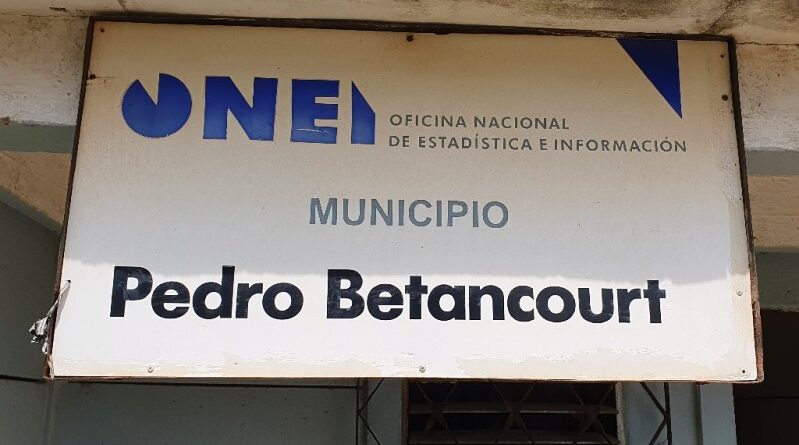 ONEI
OFICINA NACIONAL
DE ESTADÍSTICA E INFORMACIÓN
MUNICIPIO
Pedro Betancourt